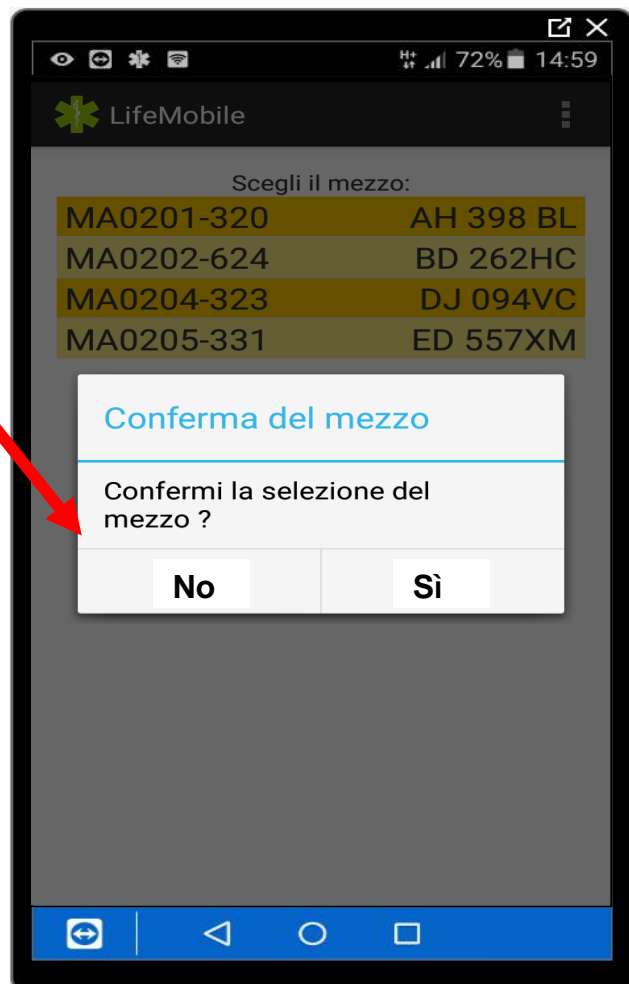 H+ 72% 14:59
LifeMobile
Scegli il mezzo:
MA0201-320 AH 398 BL
MA0202-624 BD 262HC
MA0204-323 DJ 094VC
MA0205-331 ED 557XM
Conferma del mezzo
Confermi la selezione del
mezzo ?
No Sì